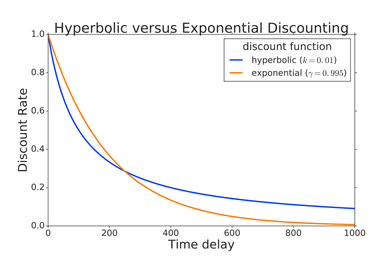 Hyperbolic versus Exponential Discounting
discount function
hyperbolic (k = 0.01)
exponential (γ = 0.995)
Discount Rate
1.0
0.8
0.6
0.4
0.2
0.0
0 200 400 600 800 1000
Time delay